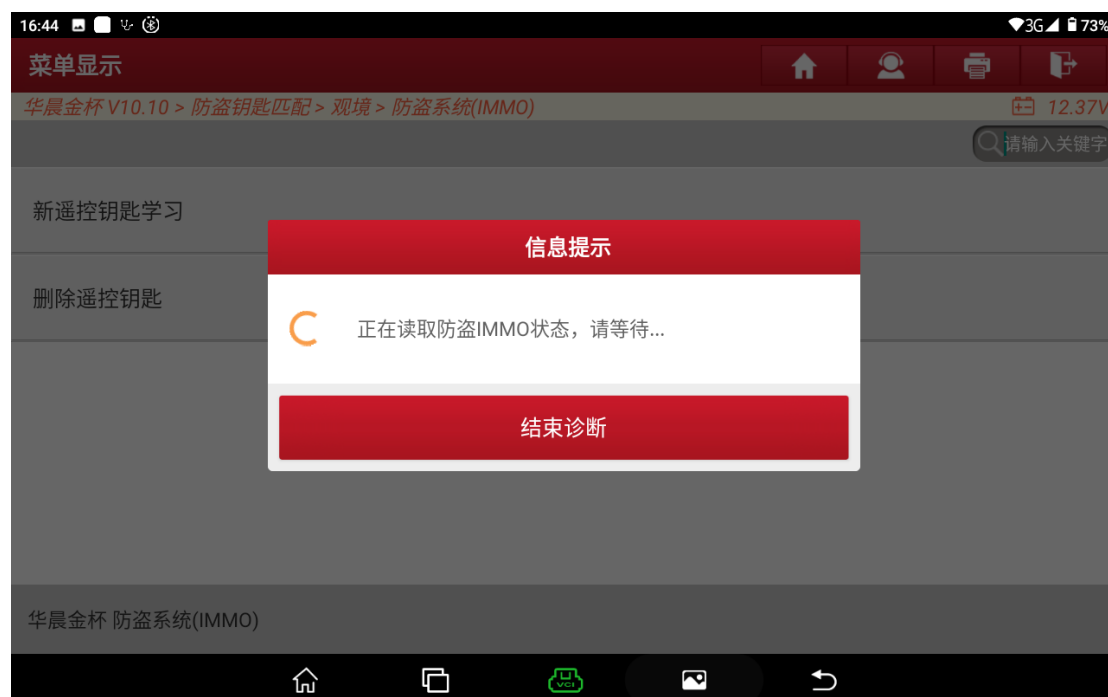 16:44
3G 73%
菜单显示
华晨金杯 V10.10 > 防盗钥匙匹配 > 观境 > 防盗系统(IMMO)
12.37V
请输入关键字
新遥控钥匙学习
信息提示
删除遥控钥匙
正在读取防盗IMMO状态，请等待...
结束诊断
华晨金杯 防盗系统(IMMO)
VCI